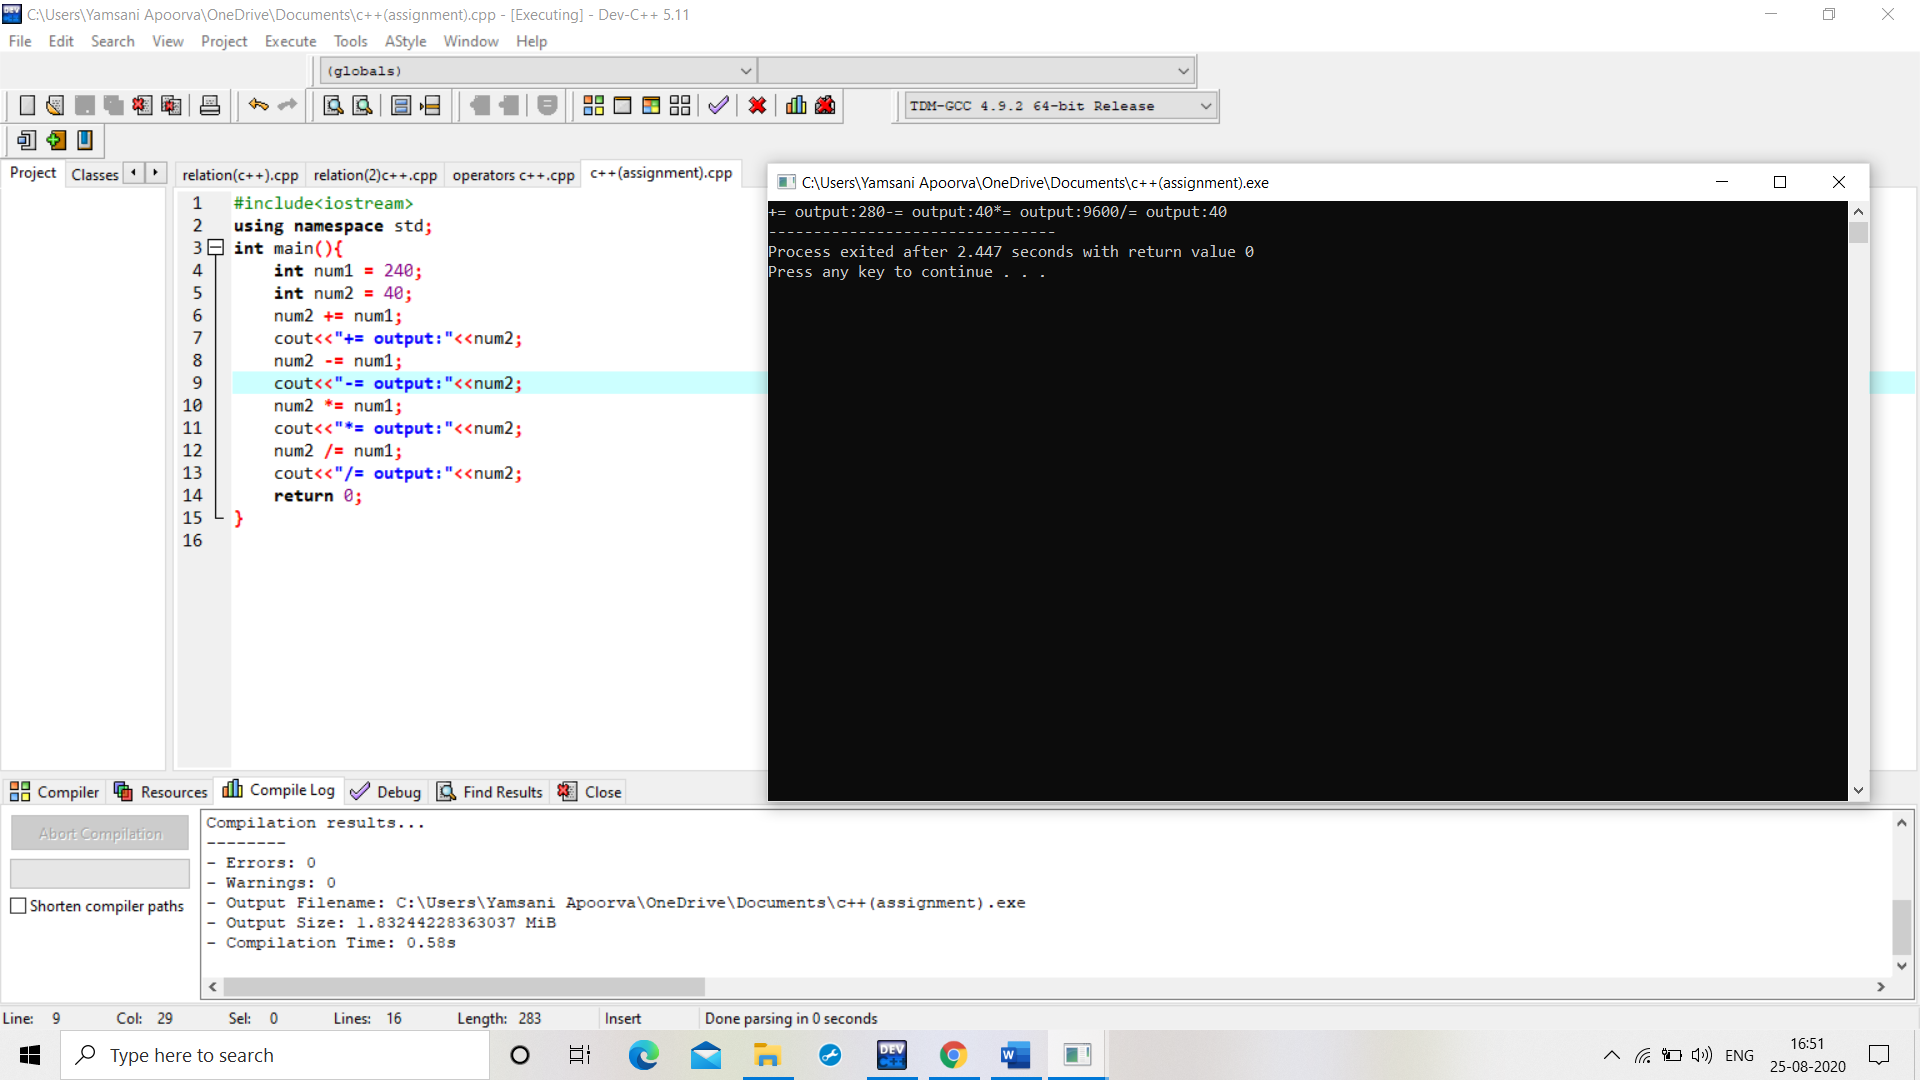 C:\Users\Yamsani Apoorva\OneDrive\Documents\c++(assignment).cpp - [Executing] - Dev-C++ 5.11
File Edit Search View Project Execute Tools AStyle Window Help
(globals)
TDM-GCC 4.9.2 64-bit Release
Project Classes
relation(c++).cpp relation(2)c++.cpp operators c++.cpp c++(assignment).cpp
1 #include<iostream>
2 using namespace std;
3 int main(){
4 int num1 = 240;
5 int num2 = 40;
6 num2 += num1;
7 cout<<"+= output:"<<num2;
8 num2 -= num1;
9 cout<<"-= output:"<<num2;
10 num2 *= num1;
11 cout<<"*= output:"<<num2;
12 num2 /= num1;
13 cout<<"/= output:"<<num2;
14 return 0;
15 }
16
C:\Users\Yamsani Apoorva\OneDrive\Documents\c++(assignment).exe
+= output:280-= output:40*= output:9600/= output:40
--------------------------------
Process exited after 2.447 seconds with return value 0
Press any key to continue . . .
Compiler Resources Compile Log Debug Find Results Close
Abort Compilation
Shorten compiler paths
Compilation results...
--------
- Errors: 0
- Warnings: 0
- Output Filename: C:\Users\Yamsani Apoorva\OneDrive\Documents\c++(assignment).exe
- Output Size: 1.83244228363037 MiB
- Compilation Time: 0.58s
Line: 9 Col: 29 Sel: 0 Lines: 16 Length: 283 Insert Done parsing in 0 seconds
Type here to search
DEV C++
W
ENG
16:51
25-08-2020